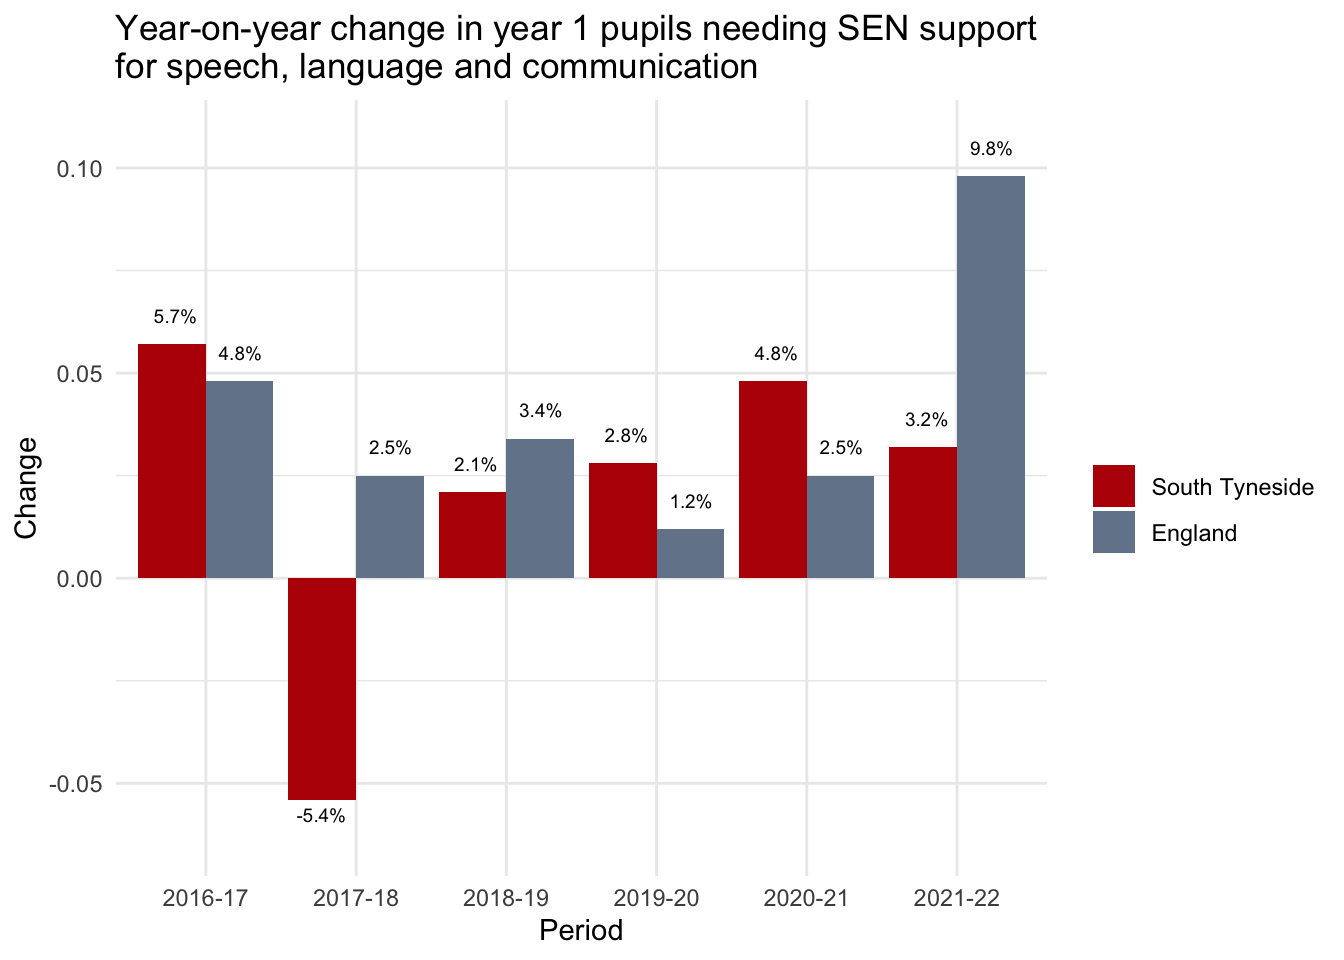 Year-on-year change in year 1 pupils needing SEN support
for speech, language and communication
9.8%
0.10
5.7%
4.8%
0.05
4.8%
3.4%
3.2%
2.8%
2.5%
2.5%
2.1%
1.2%
Change
South Tyneside
England
0.00
-0.05
-5.4%
2016-17 2017-18 2018-19 2019-20 2020-21 2021-22
Period